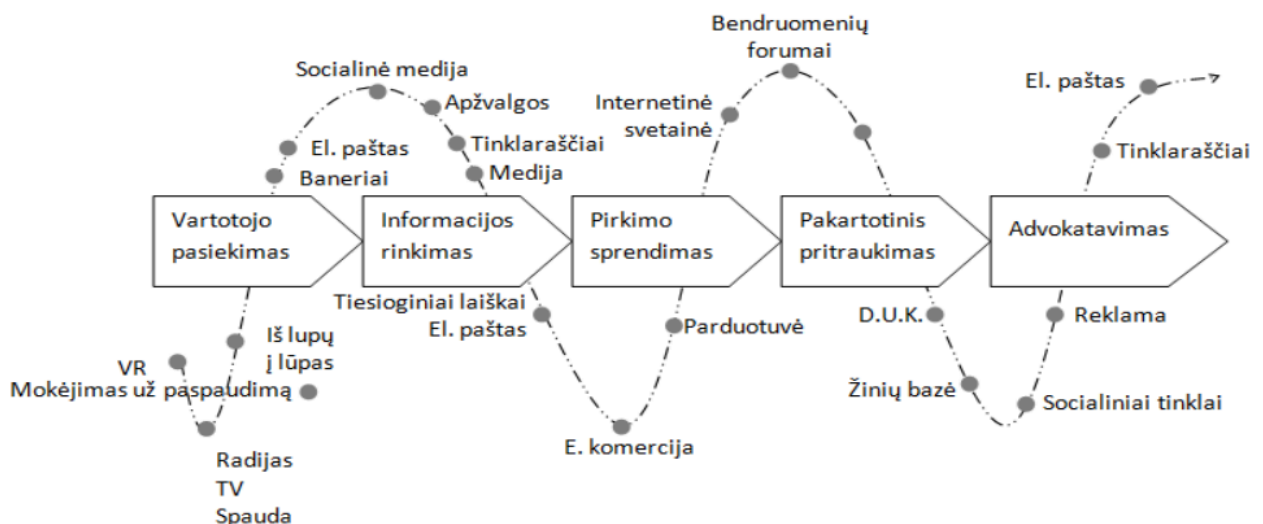 Bendruomenių
forumai
Socialinė medija
El. paštas
Apžvalgos
Internetinė
svetainė
El. paštas
Tinklaraščiai
Tinklaraščiai
Baneriai
Medija
Vartotojo
pasiekimas
Informacijos
rinkimas
Pirkimo
sprendimas
Pakartotinis
pritraukimas
Advokatavimas
Tiesioginiai laiškai
El. paštas
Parduotuvė
D.U.K.
Reklama
Iš lupų
į lūpas
VR
Mokėjimas už paspaudimą
Žinių bazė
Socialiniai tinklai
E. komercija
Radijas
TV
Spauda